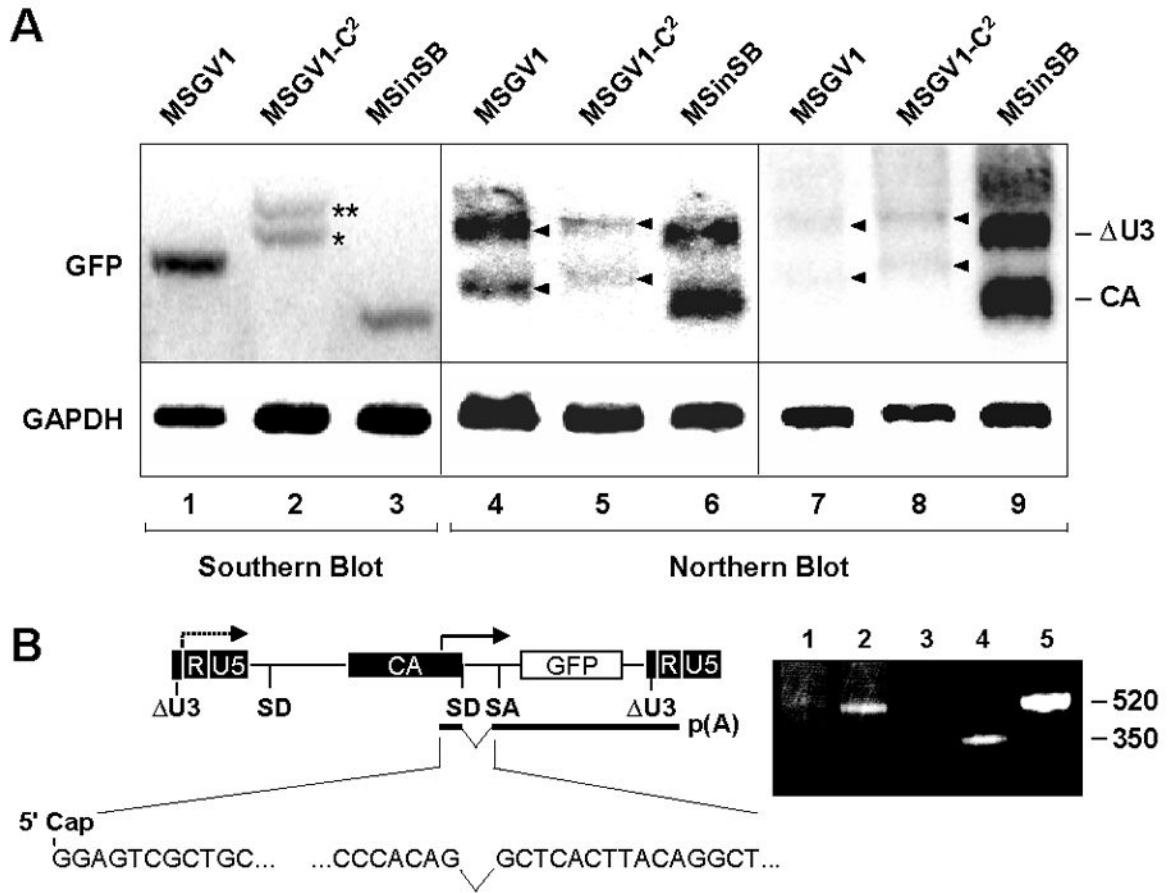 A
MSGV1 MSGV1-C² MSinSB MSGV1 MSGV1-C² MSinSB MSGV1 MSGV1-C² MSinSB
GFP ** * – ΔU3
– CA
GAPDH
1 2 3 4 5 6 7 8 9
Southern Blot Northern Blot
B
R U5 CA GFP R U5
ΔU3 SD SD SA ΔU3
p(A)
1 2 3 4 5
– 520
– 350
5' Cap
GGAGTCGCTGC... ...CCCACAG GCTCACTTACAGGCT...